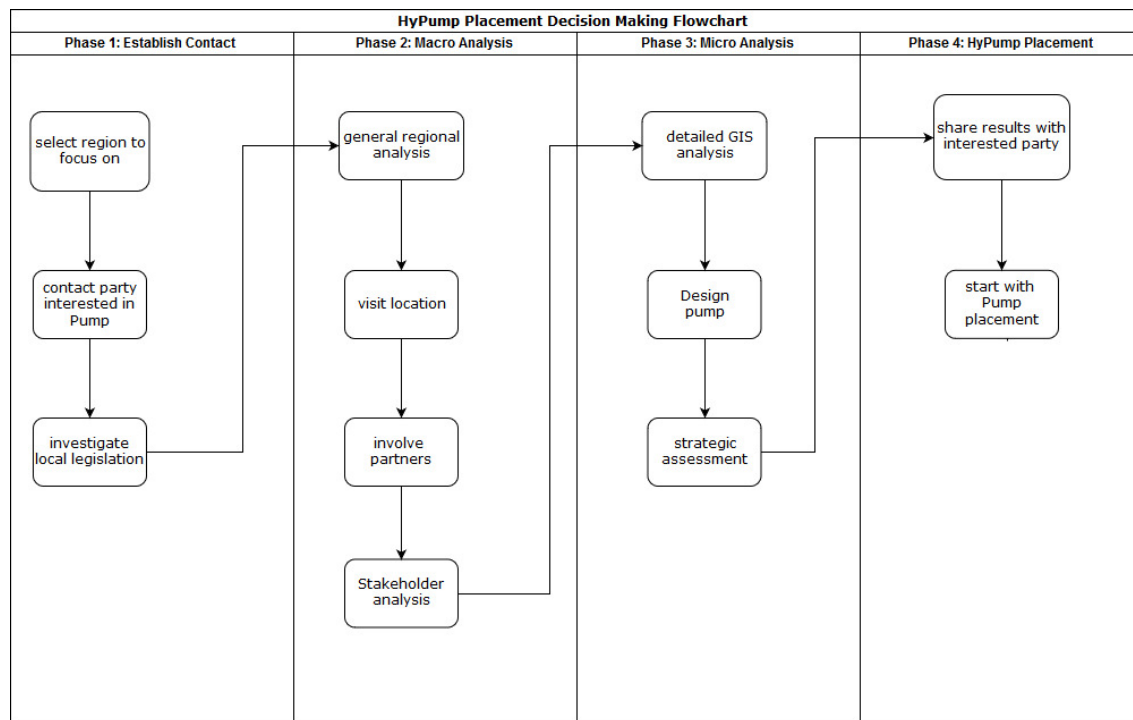 HyPump Placement Decision Making Flowchart
Phase 1: Establish Contact
Phase 2: Macro Analysis
Phase 3: Micro Analysis
Phase 4: HyPump Placement
select region to
focus on
contact party
interested in
Pump
investigate
local legislation
general regional
analysis
visit location
involve
partners
Stakeholder
analysis
detailed GIS
analysis
Design
pump
strategic
assessment
share results with
interested party
start with
Pump
placement